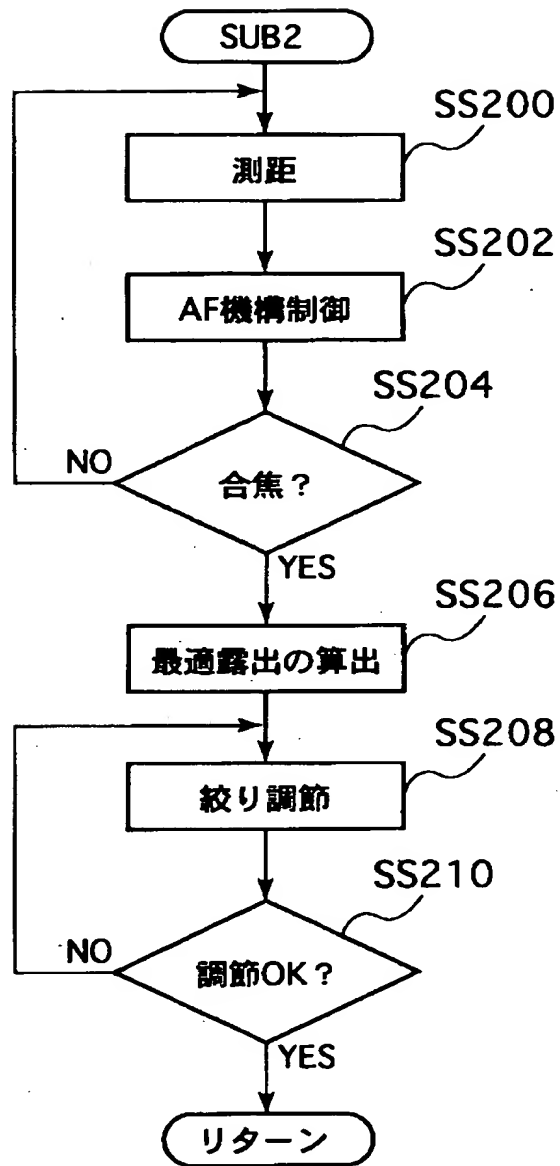 SUB2
SS200
測距
SS202
AF機構制御
SS204
NO
合焦？
YES
SS206
最適露出の算出
SS208
絞り調節
SS210
NO
調節OK？
YES
リターン